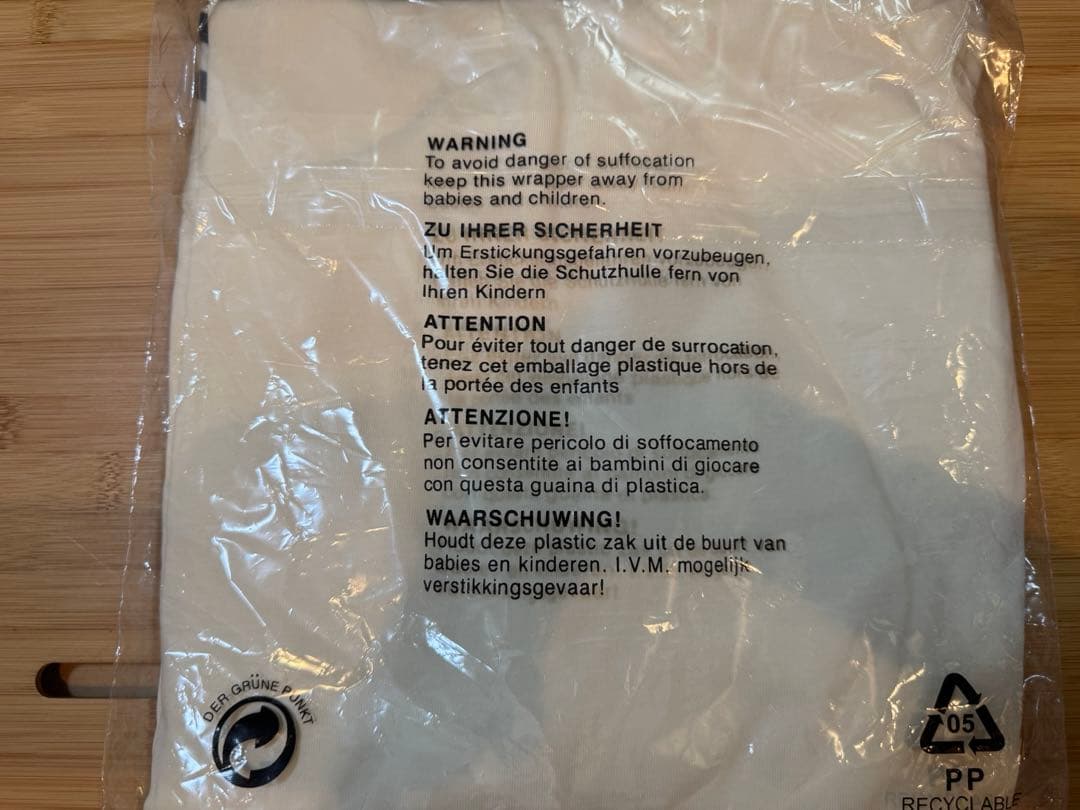 WARNING
To avoid danger of suffocation
keep this wrapper away from
babies and children.
ZU IHRER SICHERHEIT
Um Erstickungsgefahren vorzubeugen,
halten Sie die Schutzhulle fern von
Ihren Kindern
ATTENTION
Pour éviter tout danger de surrocation,
tenez cet emballage plastique hors de
la portée des enfants
ATTENZIONE!
Per evitare pericolo di soffocamento
non consentite ai bambini di giocare
con questa guaina di plastica.
WAARSCHUWING!
Houdt deze plastic zak uit de buurt van
babies en kinderen. I.V.M. mogelijk
verstikkingsgevaar!
DER GRÜNE PUNKT
05
PP
RECYCLABLE